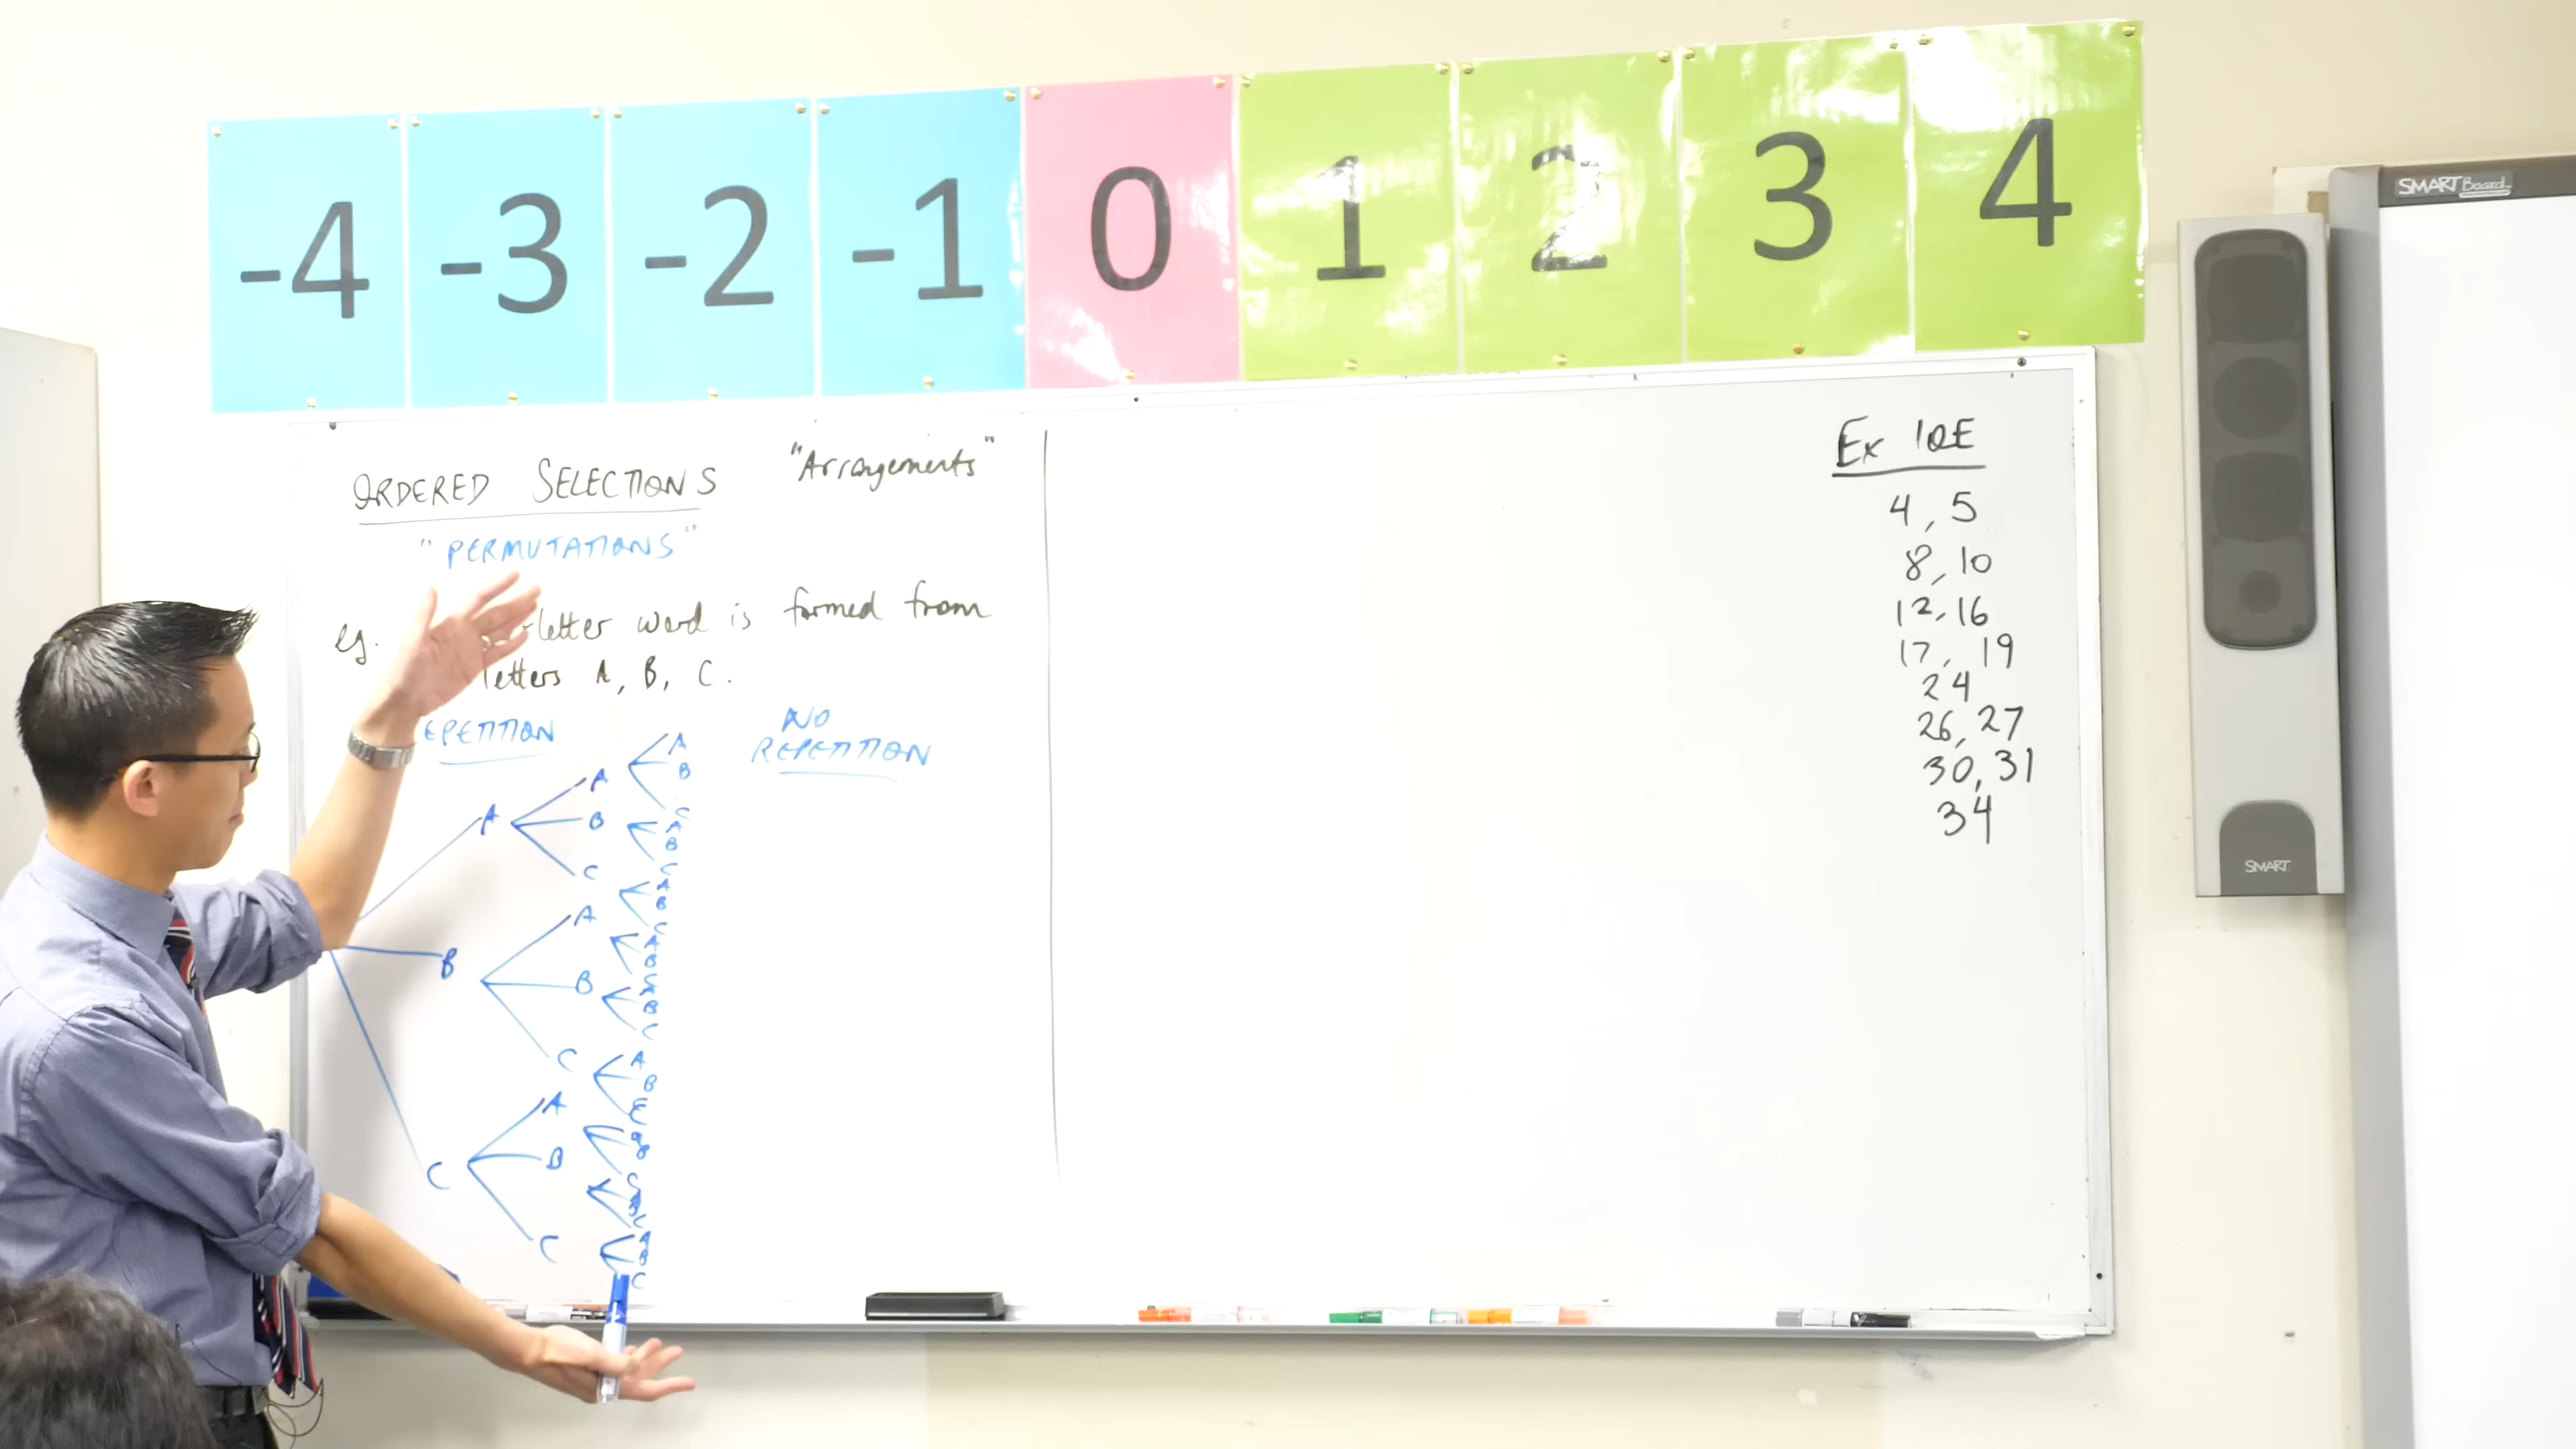 -4 -3 -2 -1 0 1 2 3 4
SMART Board
ORDERED SELECTIONS "Arrangements"
"PERMUTATIONS"
eg. letter word is formed from
letters A, B, C.
EPETITION
NO
REPETITION
A
B
C
A
B
C
A
B
C
A
B
C
A
B
C
A
B
C
A
B
C
A
B
C
A
B
C
A
B
C
Ex 10E
4, 5
8, 10
12, 16
17, 19
24
26, 27
30, 31
34
SMART